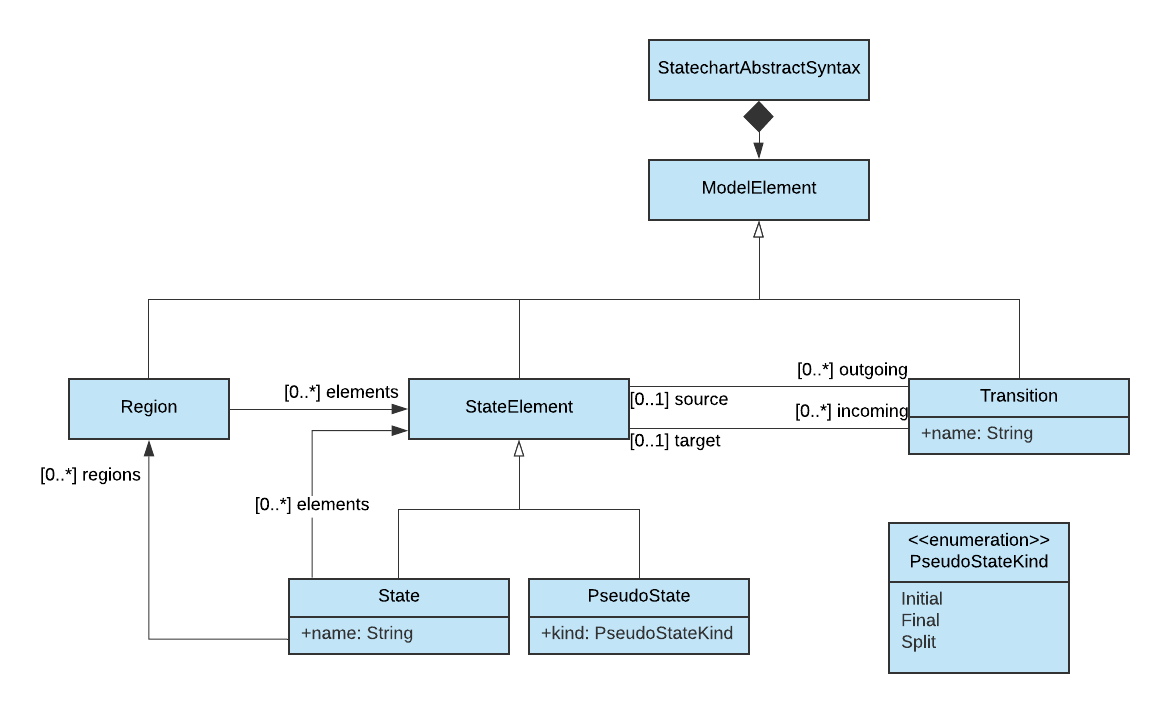 StatechartAbstractSyntax
ModelElement
[0..*] outgoing
[0..*] elements
Region
StateElement
[0..1] source
[0..*] incoming
Transition
+name: String
[0..1] target
[0..*] regions
[0..*] elements
State
+name: String
PseudoState
+kind: PseudoStateKind
<<enumeration>>
PseudoStateKind
Initial
Final
Split